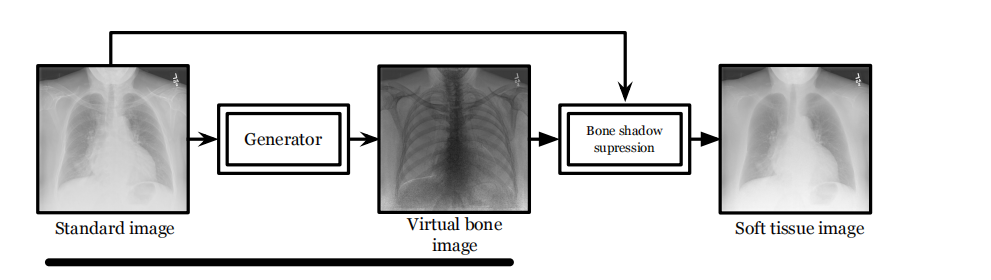 Generator
Bone shadow
supression
Standard image
Virtual bone
image
Soft tissue image